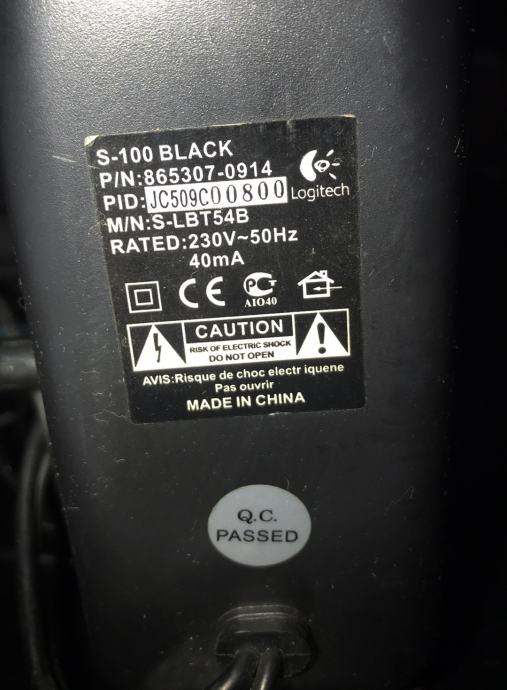 S-100 BLACK
P/N:865307-0914
PID:JC509C00800
Logitech
M/N:S-LBT54B
RATED:230V~50Hz
40mA
CE
PCT
AIO40
CAUTION
RISK OF ELECTRIC SHOCK
DO NOT OPEN
AVIS:Risque de choc electr iquene
Pas ouvrir
MADE IN CHINA
Q.C.
PASSED